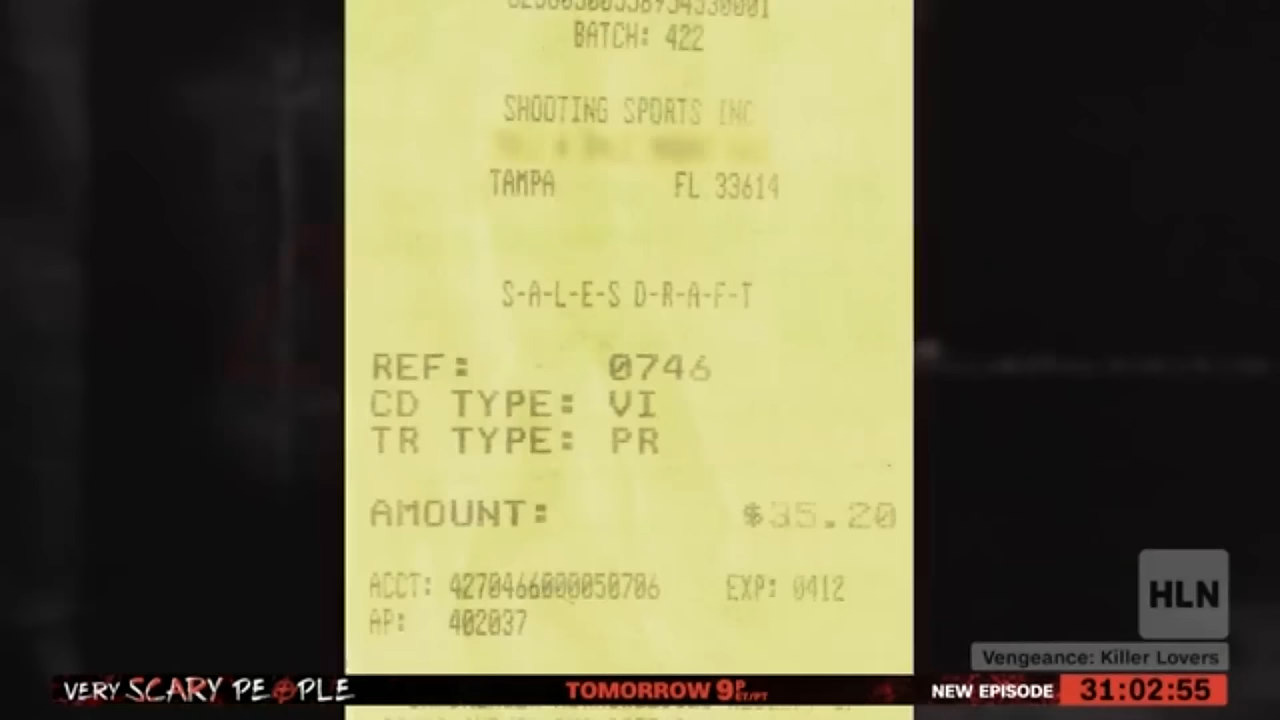 BATCH: 422
SHOOTING SPORTS INC
TAMPA FL 33614
S-A-L-E-S D-R-A-F-T
REF: 0746
CD TYPE: VI
TR TYPE: PR
AMOUNT: $35.20
ACCT: 4270466000050706 EXP: 0412
AP: 402037
HLN
Vengeance: Killer Lovers
VERY SCARY PEOPLE TOMORROW 9P ET/PT NEW EPISODE 31:02:55